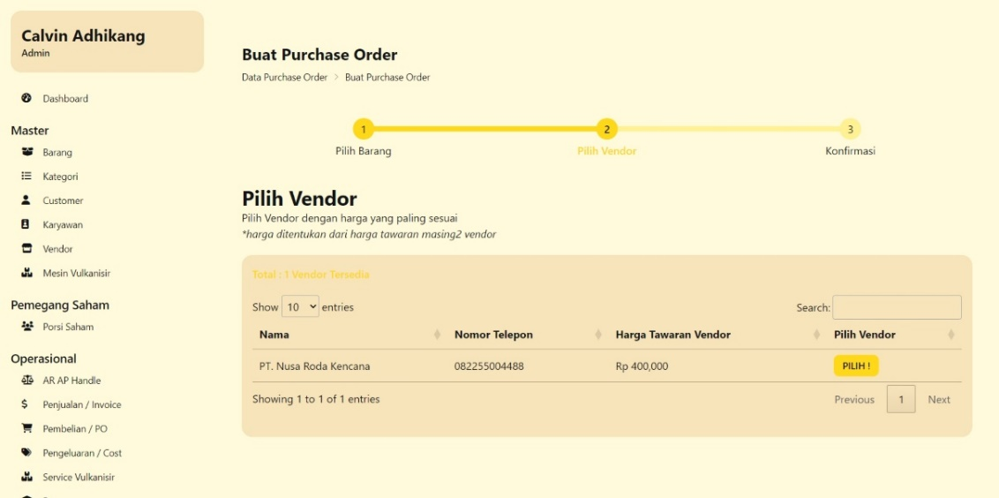 Calvin Adhikang
Admin
Dashboard
Master
Barang
Kategori
Customer
Karyawan
Vendor
Mesin Vulkanisir
Pemegang Saham
Porsi Saham
Operasional
AR AP Handle
Penjualan / Invoice
Pembelian / PO
Pengeluaran / Cost
Service Vulkanisir
Buat Purchase Order
Data Purchase Order > Buat Purchase Order
1 2 3
Pilih Barang Pilih Vendor Konfirmasi
Pilih Vendor
Pilih Vendor dengan harga yang paling sesuai
*harga ditentukan dari harga tawaran masing2 vendor
Total : 1 Vendor Tersedia
Show 10 entries Search:
Nama Nomor Telepon Harga Tawaran Vendor Pilih Vendor
PT. Nusa Roda Kencana 082255004488 Rp 400,000 PILIH !
Showing 1 to 1 of 1 entries Previous 1 Next